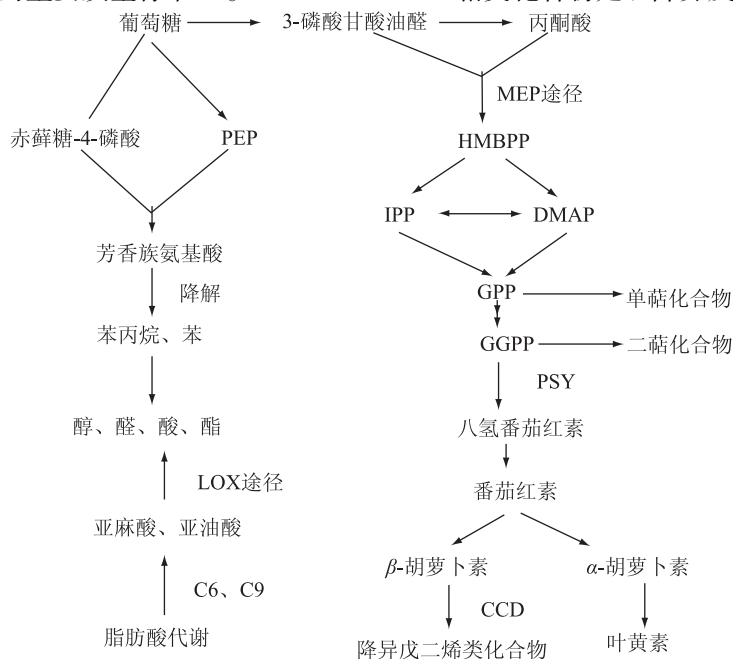 葡萄糖
3-磷酸甘酸油醛
丙酮酸
MEP途径
赤藓糖-4-磷酸
PEP
HMBPP
IPP
DMAP
芳香族氨基酸
降解
GPP
单萜化合物
苯丙烷、苯
GGPP
二萜化合物
PSY
醇、醛、酸、酯
八氢番茄红素
LOX途径
番茄红素
亚麻酸、亚油酸
β-胡萝卜素
α-胡萝卜素
C6、C9
CCD
脂肪酸代谢
降异戊二烯类化合物
叶黄素